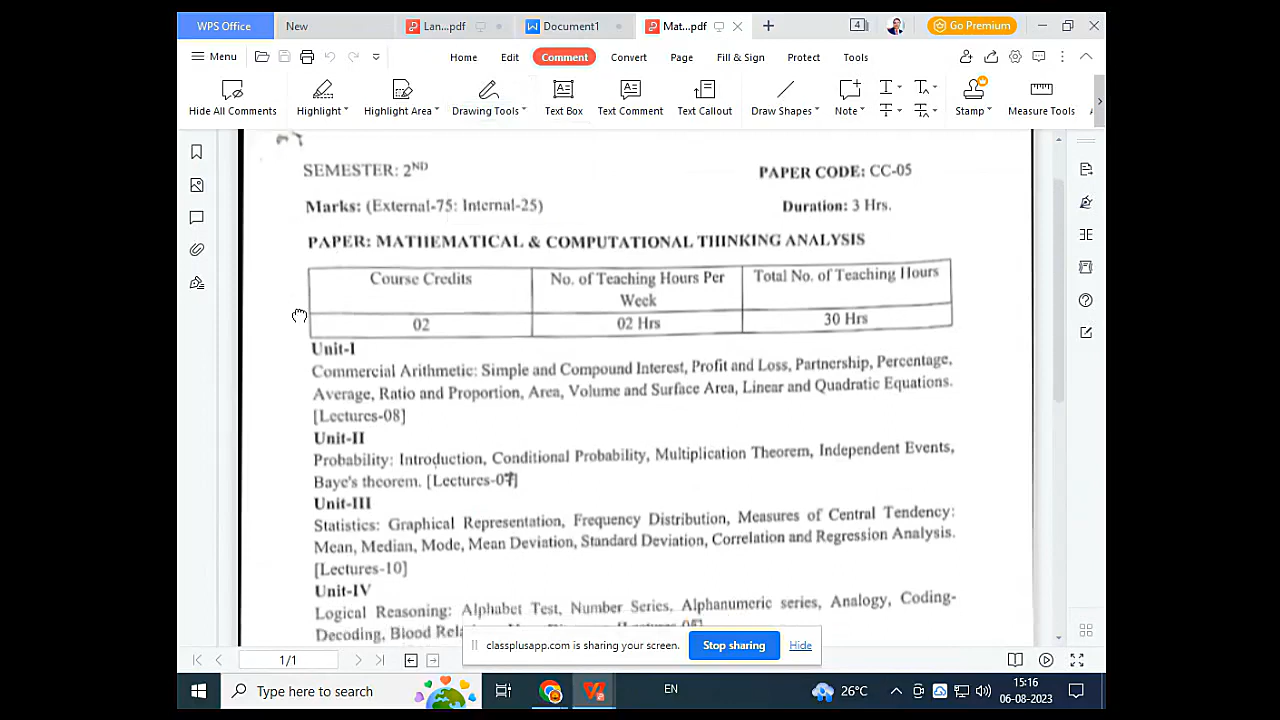 WPS Office New Lan...pdf Document1 Mat...pdf 4 Go Premium
Menu Home Insert Edit Comment Convert Page Fill & Sign Protect Tools
Hide All Comments Highlight Highlight Area Drawing Tools Text Box Text Comment Text Callout Draw Shapes Note Stamp Measure Tools
SEMESTER: 2ND PAPER CODE: CC-05
Marks: (External-75: Internal-25) Duration: 3 Hrs.
PAPER: MATHEMATICAL & COMPUTATIONAL THINKING ANALYSIS
Course Credits No. of Teaching Hours Per Total No. of Teaching Hours
Week
02 02 Hrs 30 Hrs
Unit-I
Commercial Arithmetic: Simple and Compound Interest, Profit and Loss, Partnership, Percentage,
Average, Ratio and Proportion, Area, Volume and Surface Area, Linear and Quadratic Equations.
[Lectures-08]
Unit-II
Probability: Introduction, Conditional Probability, Multiplication Theorem, Independent Events,
Baye's theorem. [Lectures-07]
Unit-III
Statistics: Graphical Representation, Frequency Distribution, Measures of Central Tendency:
Mean, Median, Mode, Mean Deviation, Standard Deviation, Correlation and Regression Analysis.
[Lectures-10]
Unit-IV
Logical Reasoning: Alphabet Test, Number Series, Alphanumeric series, Analogy, Coding-
Decoding, Blood
classplusapp.com is sharing your screen. Stop sharing Hide
1/1
Type here to search EN 26°C 15:16
06-08-2023